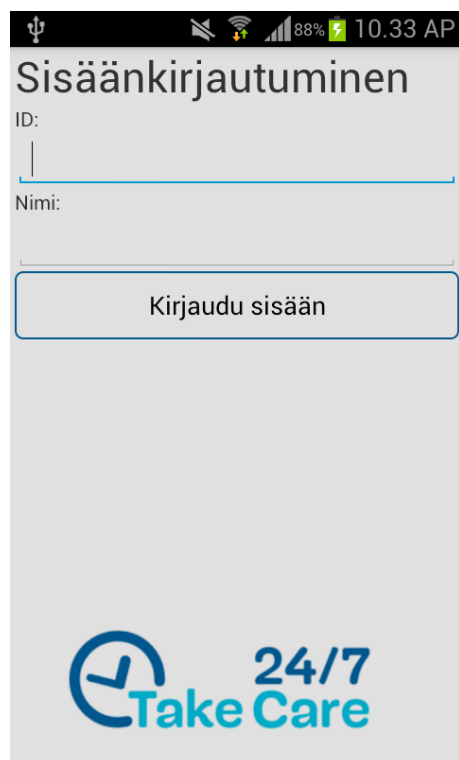 88% 10.33 AP
Sisäänkirjautuminen
ID:
Nimi:
Kirjaudu sisään
24/7
Take Care